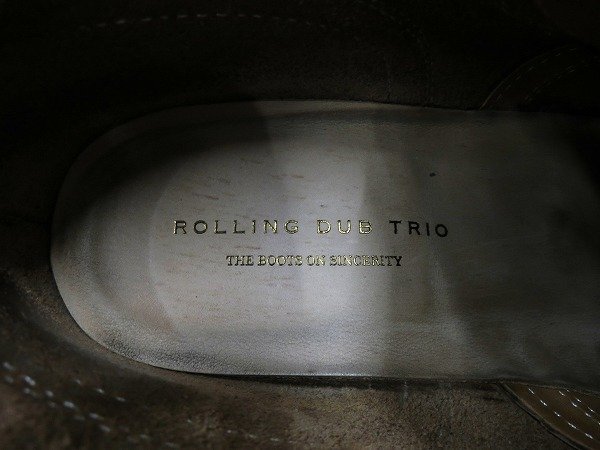 ROLLING DUB TRIO
THE BOOTS ON SINCERITY